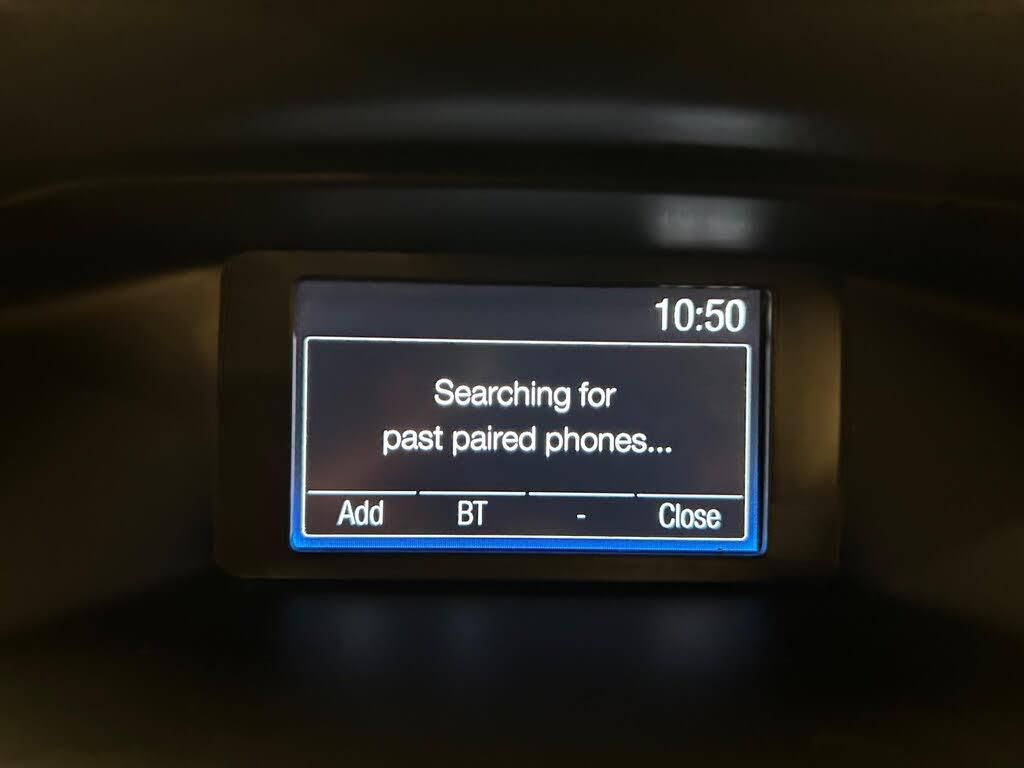 10:50
Searching for
past paired phones...
Add BT - Close